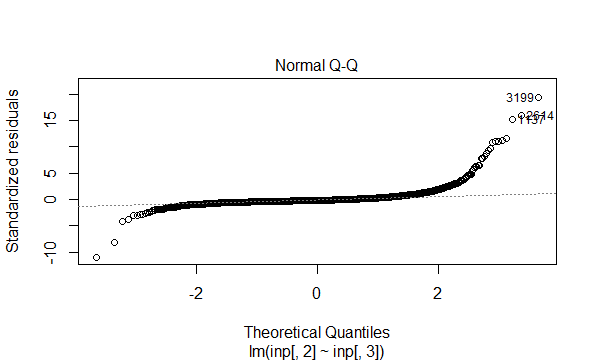 Normal Q-Q
Standardized residuals
-10
0
5
15
3199
2614
1137
-2
0
2
Theoretical Quantiles
lm(inp[, 2] ~ inp[, 3])